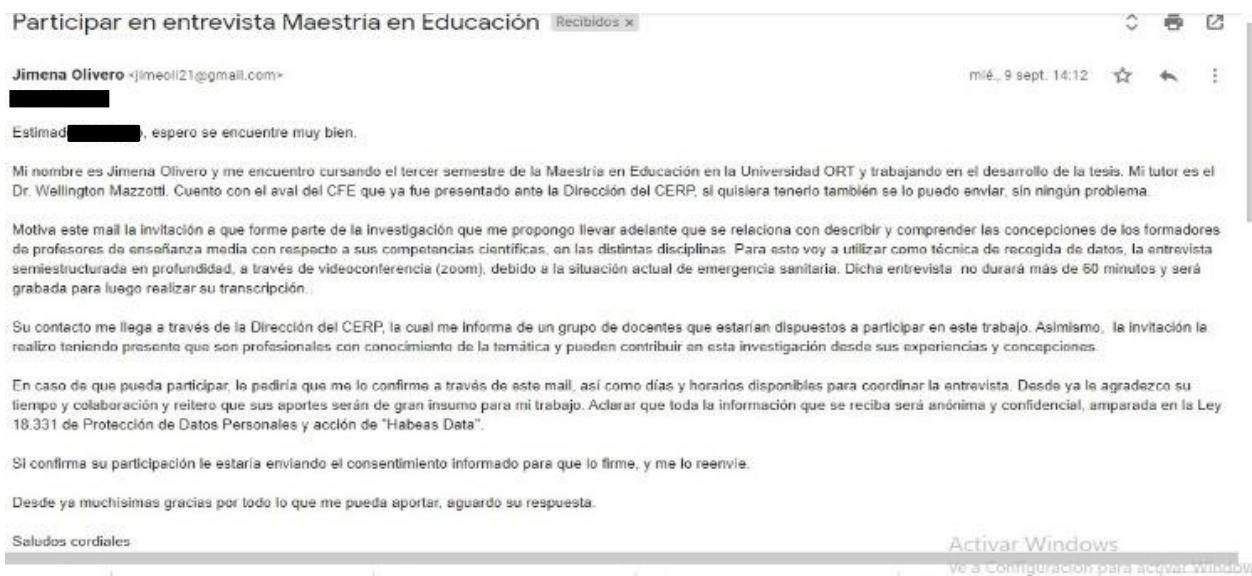 Participar en entrevista Maestría en Educación Recibidos x
Jimena Olivero <jimeoli21@gmail.com> mié., 9 sept. 14:12
Estimad , espero se encuentre muy bien.
Mi nombre es Jimena Olivero y me encuentro cursando el tercer semestre de la Maestría en Educación en la Universidad ORT y trabajando en el desarrollo de la tesis. Mi tutor es el
Dr. Wellington Mazzotti. Cuento con el aval del CFE que ya fue presentado ante la Dirección del CERP, si quisiera tenerlo también se lo puedo enviar, sin ningún problema.
Motiva este mail la invitación a que forme parte de la investigación que me propongo llevar adelante que se relaciona con describir y comprender las concepciones de los formadores
de profesores de enseñanza media con respecto a sus competencias científicas, en las distintas disciplinas. Para esto voy a utilizar como técnica de recogida de datos, la entrevista
semiestructurada en profundidad, a través de videoconferencia (zoom), debido a la situación actual de emergencia sanitaria. Dicha entrevista no durará más de 60 minutos y será
grabada para luego realizar su transcripción.
Su contacto me llega a través de la Dirección del CERP, la cual me informa de un grupo de docentes que estarían dispuestos a participar en este trabajo. Asimismo, la invitación la
realizo teniendo presente que son profesionales con conocimiento de la temática y pueden contribuir en esta investigación desde sus experiencias y concepciones.
En caso de que pueda participar, le pediría que me lo confirme a través de este mail, así como días y horarios disponibles para coordinar la entrevista. Desde ya le agradezco su
tiempo y colaboración y reitero que sus aportes serán de gran insumo para mi trabajo. Aclarar que toda la información que se reciba será anónima y confidencial, amparada en la Ley
18.331 de Protección de Datos Personales y acción de "Habeas Data".
Si confirma su participación le estaría enviando el consentimiento informado para que lo firme, y me lo reenvíe.
Desde ya muchísimas gracias por todo lo que me pueda aportar, aguardo su respuesta.
Saludos cordiales
Activar Windows
Ve a Configuración para activar Window